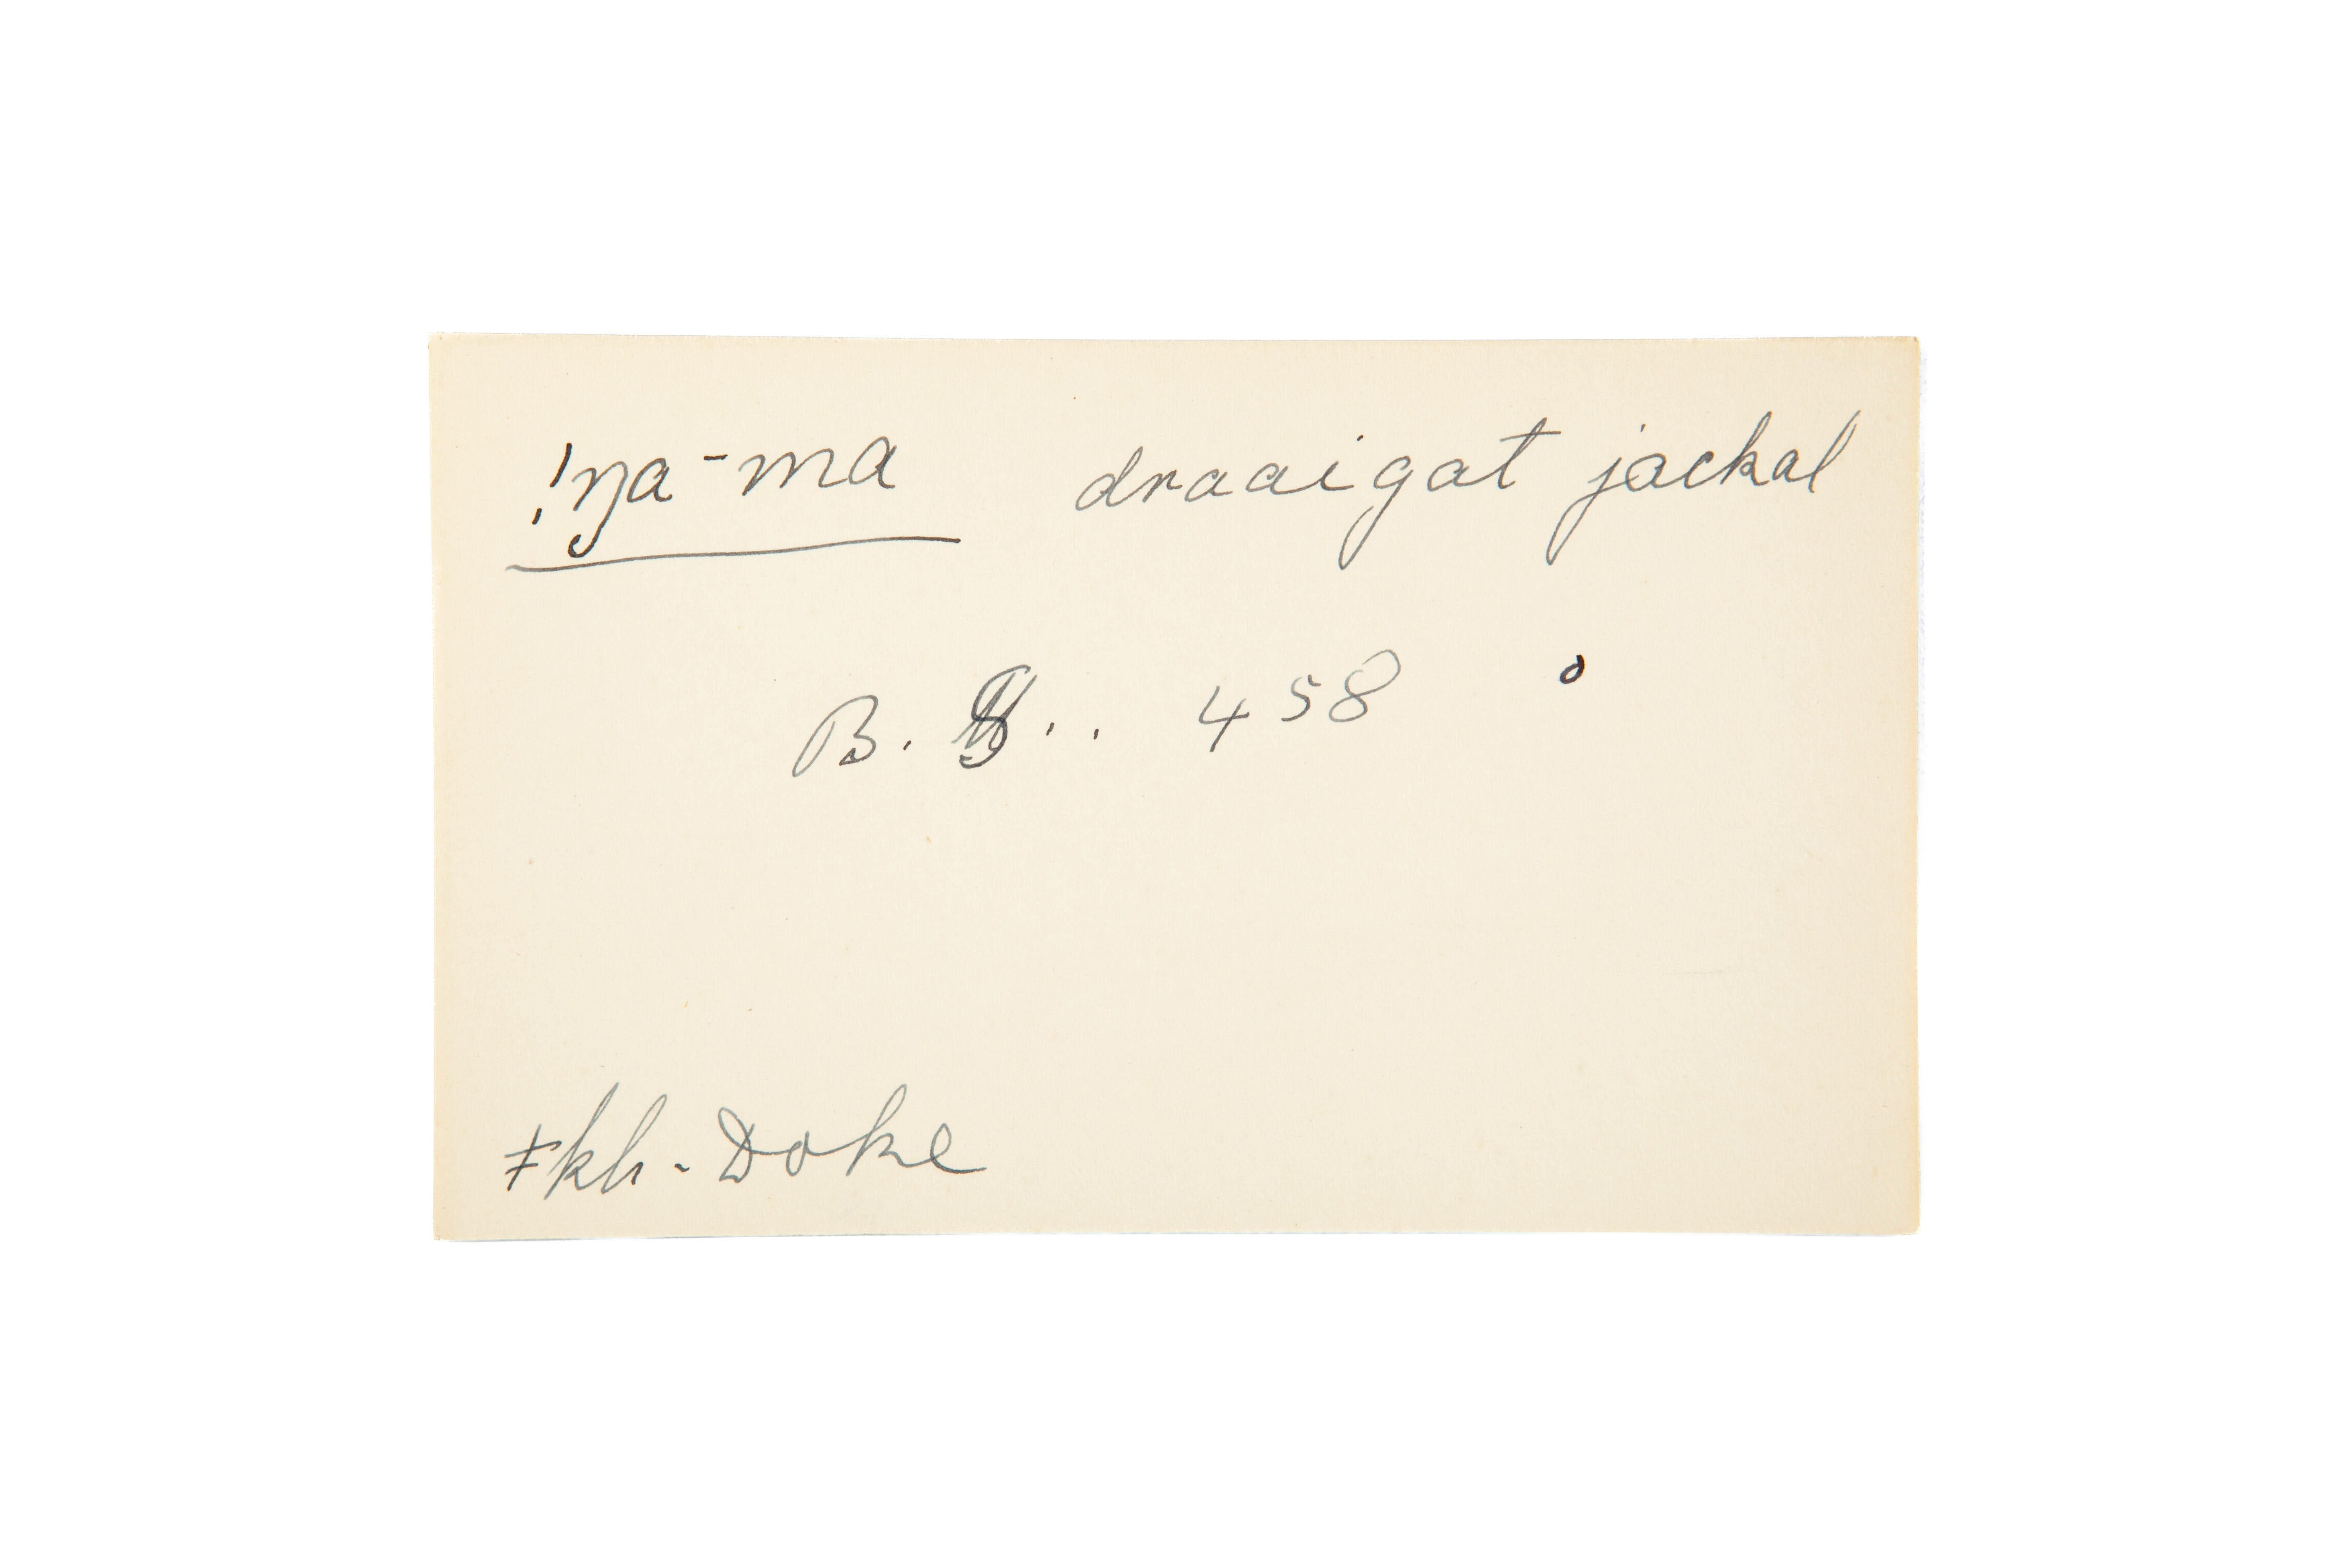 !ŋa-ma draaigat jackal
B. S.. 458
ǂkh-Doke